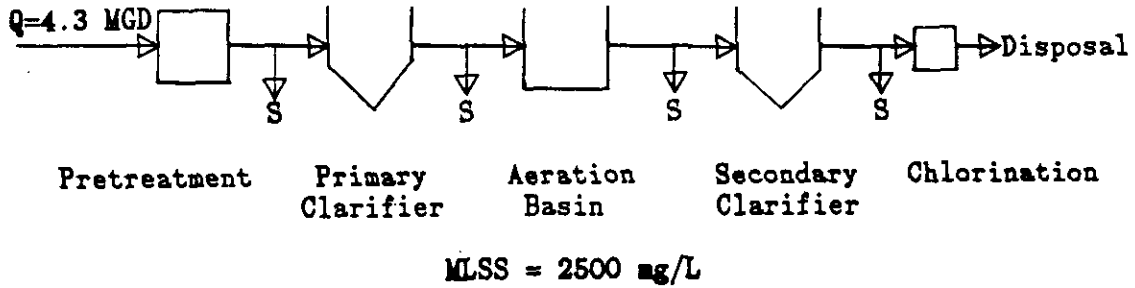 Q=4.3 MGD
Disposal
S S S S
Pretreatment Primary Clarifier Aeration Basin Secondary Clarifier Chlorination
MLSS = 2500 mg/L